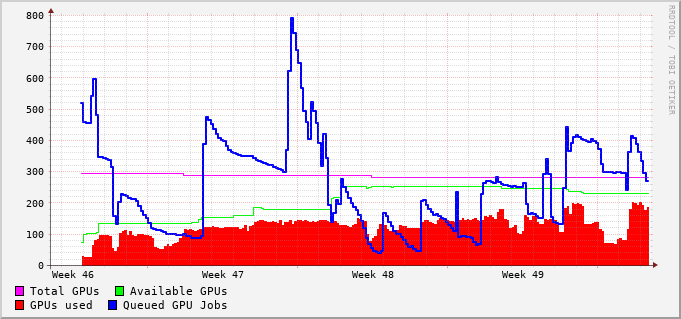 800
700
600
500
400
300
200
100
0
Week 46 Week 47 Week 48 Week 49
Total GPUs Available GPUs
GPUs used Queued GPU Jobs
RRDTOOL / TOBI OETIKER